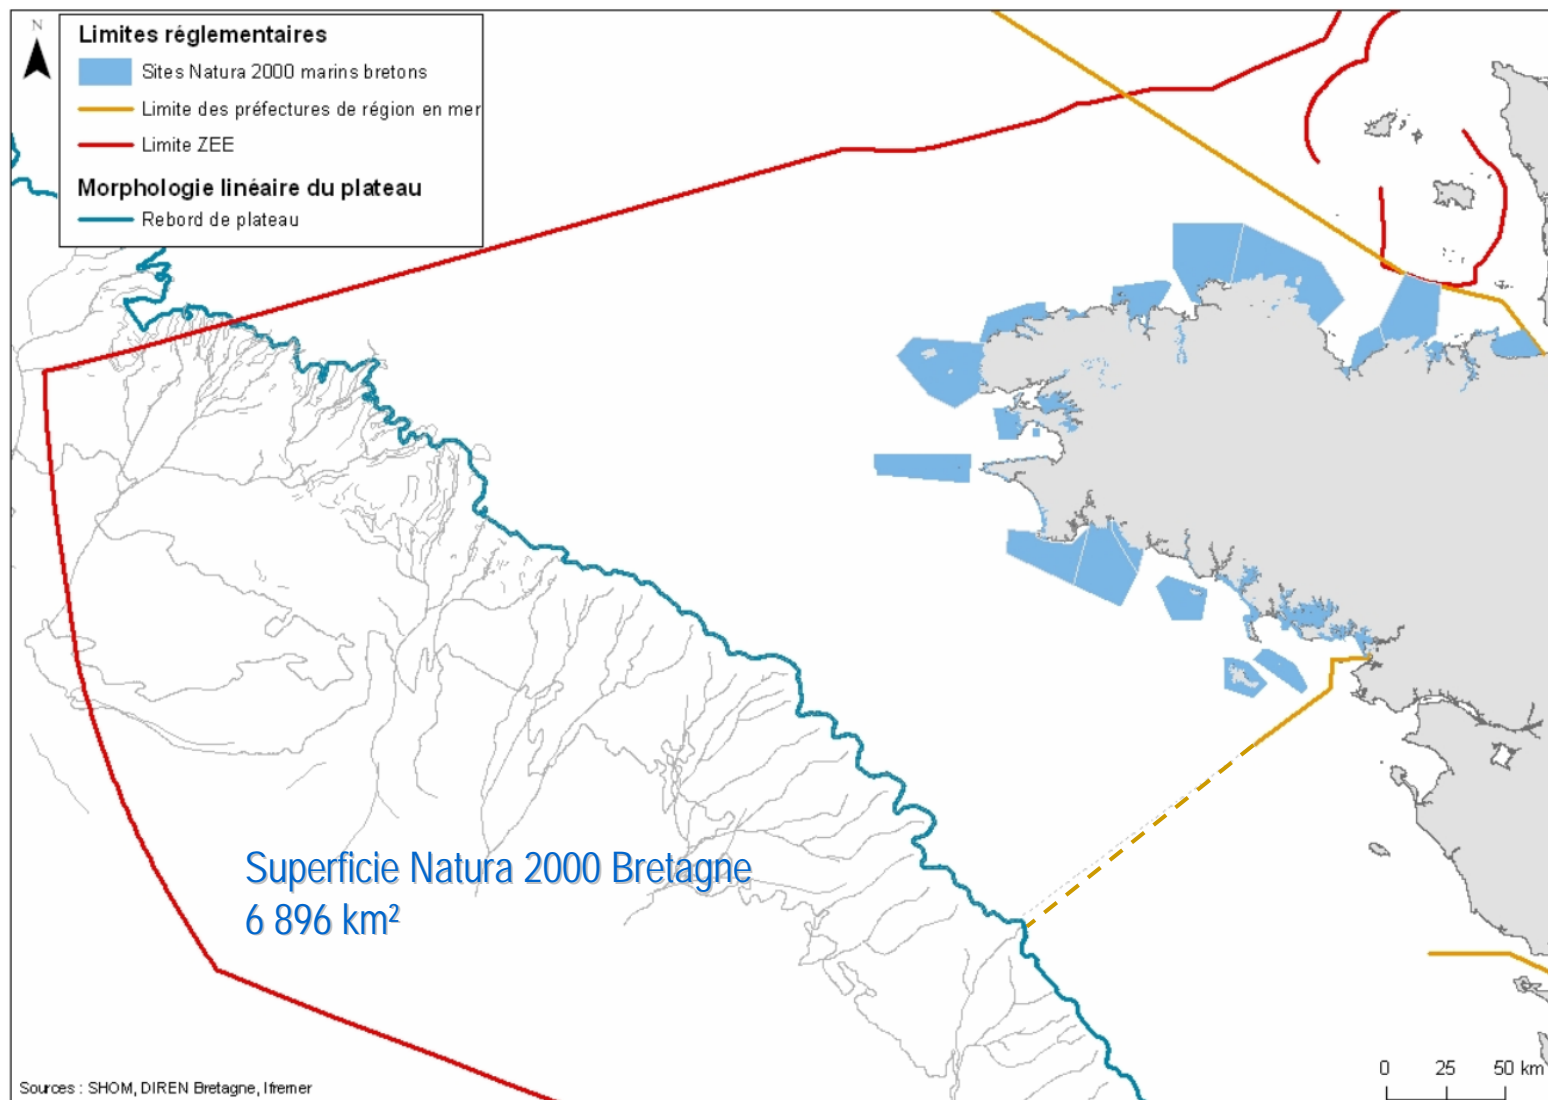 N
Limites réglementaires
Sites Natura 2000 marins bretons
Limite des préfectures de région en mer
Limite ZEE
Morphologie linéaire du plateau
Rebord de plateau
Superficie Natura 2000 Bretagne
6 896 km²
0 25 50 km
Sources : SHOM, DIREN Bretagne, Ifremer